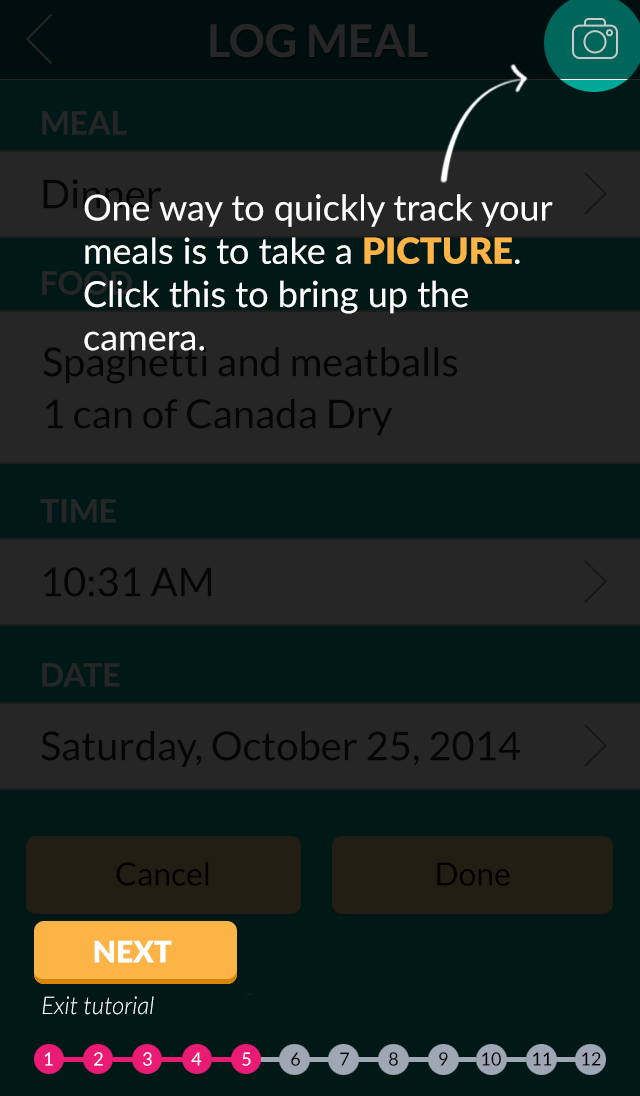 LOG MEAL
MEAL
Dinner
One way to quickly track your
meals is to take a PICTURE.
FOOD
Click this to bring up the
camera.
Spaghetti and meatballs
1 can of Canada Dry
TIME
10:31 AM
DATE
Saturday, October 25, 2014
Cancel Done
NEXT
Exit tutorial
1 2 3 4 5 6 7 8 9 10 11 12